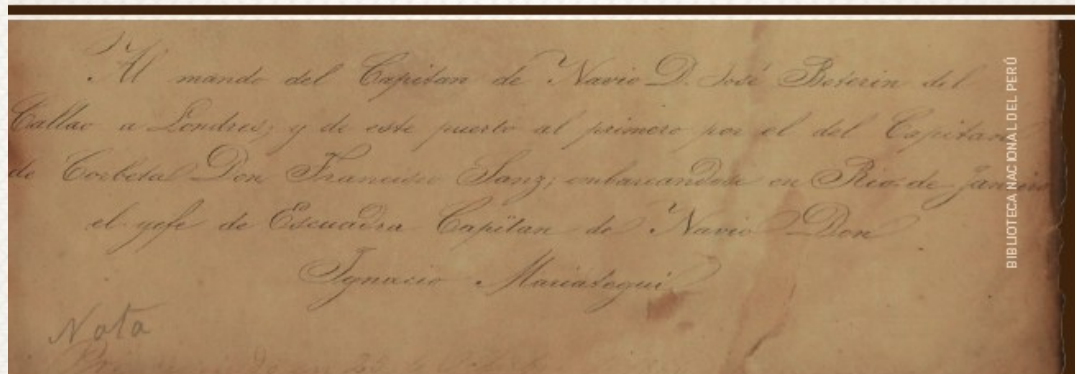 Al mando del Capitan de Navio D. José Beterin del
Callao a Londres; y de este puerto al primero por el del Capitan
de Corbeta Don Francisco Sanz; embarcandose en Rio de Janeiro
el gefe de Escuadra Capitan de Navio Don
Ygnacio Mariategui
Nota
BIBLIOTECA NACIONAL DEL PERÚ